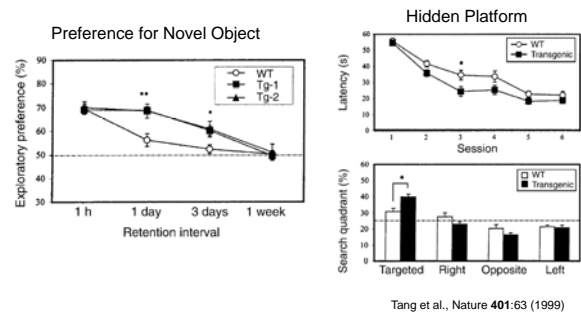 Preference for Novel Object
Exploratory preference (%)
90
80
70
60
50
40
30
**
*
WT
Tg-1
Tg-2
1 h
1 day
3 days
1 week
Retention interval
Hidden Platform
Latency (s)
60
50
40
30
20
10
0
*
WT
Transgenic
1
2
3
4
5
6
Session
Search quadrant (%)
50
40
30
20
10
0
*
WT
Transgenic
Targeted
Right
Opposite
Left
Tang et al., Nature 401:63 (1999)